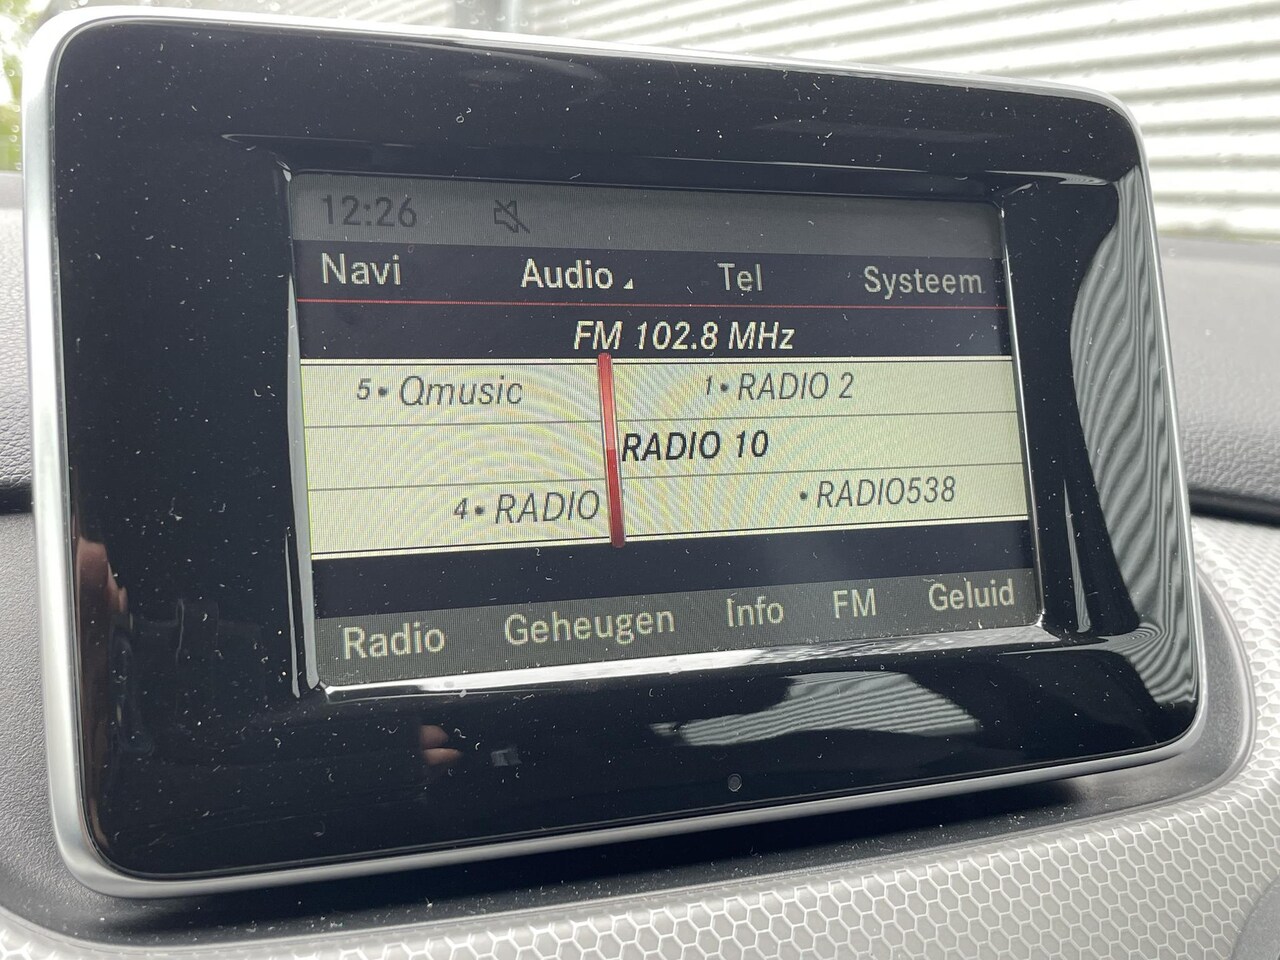 12:26
Navi Audio Tel Systeem
FM 102.8 MHz
5• Qmusic 1• RADIO 2
RADIO 10
4• RADIO •RADIO538
Radio Geheugen Info FM Geluid